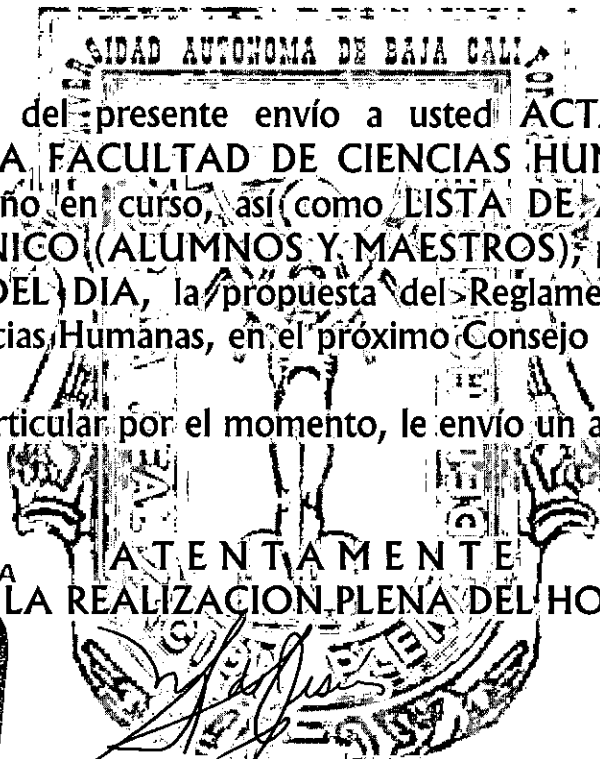 SIDAD AUTONOMA DE BAJA CALI
del presente envío a usted ACT
A FACULTAD DE CIENCIAS HUN
ño en curso, así como LISTA DE
NICO (ALUMNOS Y MAESTROS),
DEL DIA, la propuesta del Reglame
cias Humanas, en el próximo Consejo
rticular por el momento, le envío un a
A T E N T A M E N T E
A
LA REALIZACION PLENA DEL HO